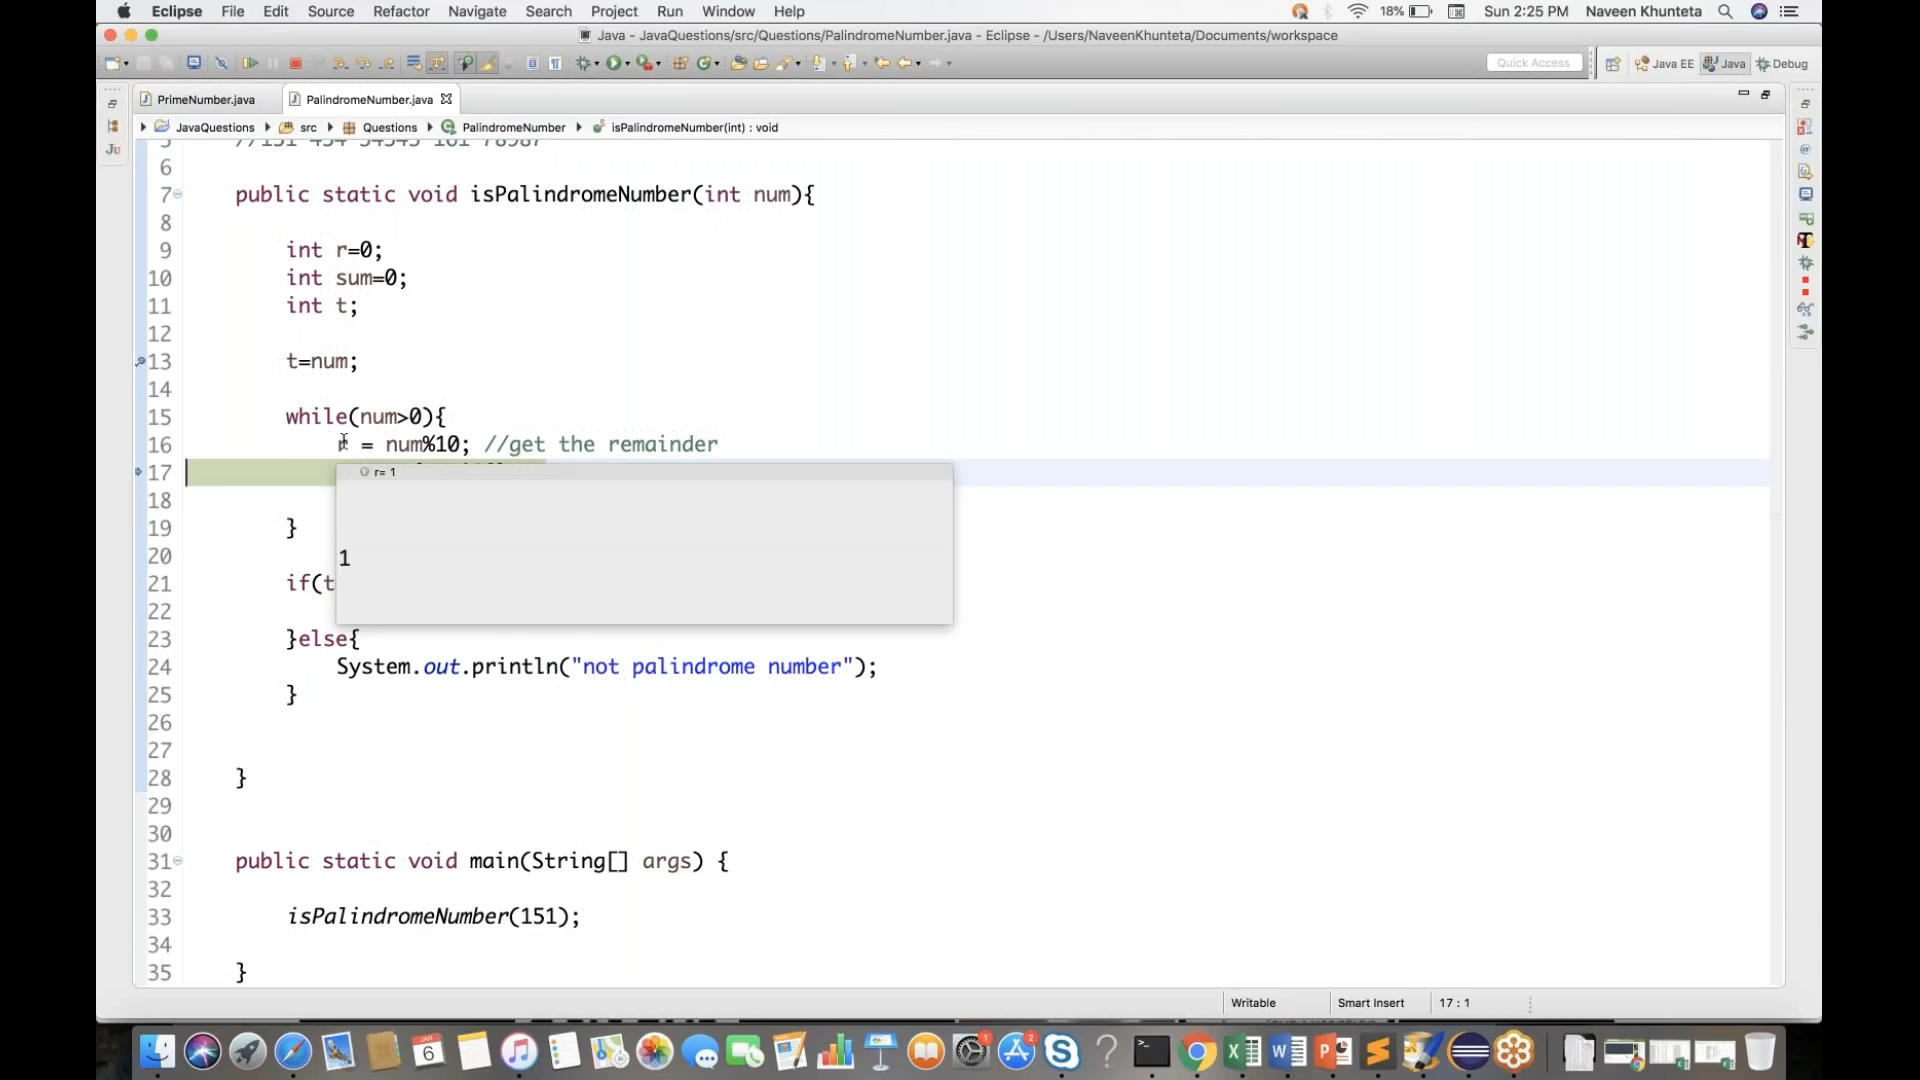 Eclipse File Edit Source Refactor Navigate Search Project Run Window Help 18% Sun 2:25 PM Naveen Khunteta
Java - JavaQuestions/src/Questions/PalindromeNumber.java - Eclipse - /Users/NaveenKhunteta/Documents/workspace
Quick Access Java EE Java Debug
PrimeNumber.java PalindromeNumber.java
JavaQuestions src Questions PalindromeNumber isPalindromeNumber(int) : void
6
7 public static void isPalindromeNumber(int num){
8
9 int r=0;
10 int sum=0;
11 int t;
12
13 t=num;
14
15 while(num>0){
16 r = num%10; //get the remainder
17 r= 1
18
1
19 }
20
21 if(t
22
23 }else{
24 System.out.println("not palindrome number");
25 }
26
27
28 }
29
30
31 public static void main(String[] args) {
32
33 isPalindromeNumber(151);
34
35 }
Writable Smart Insert 17 : 1
JAN 6 1 2